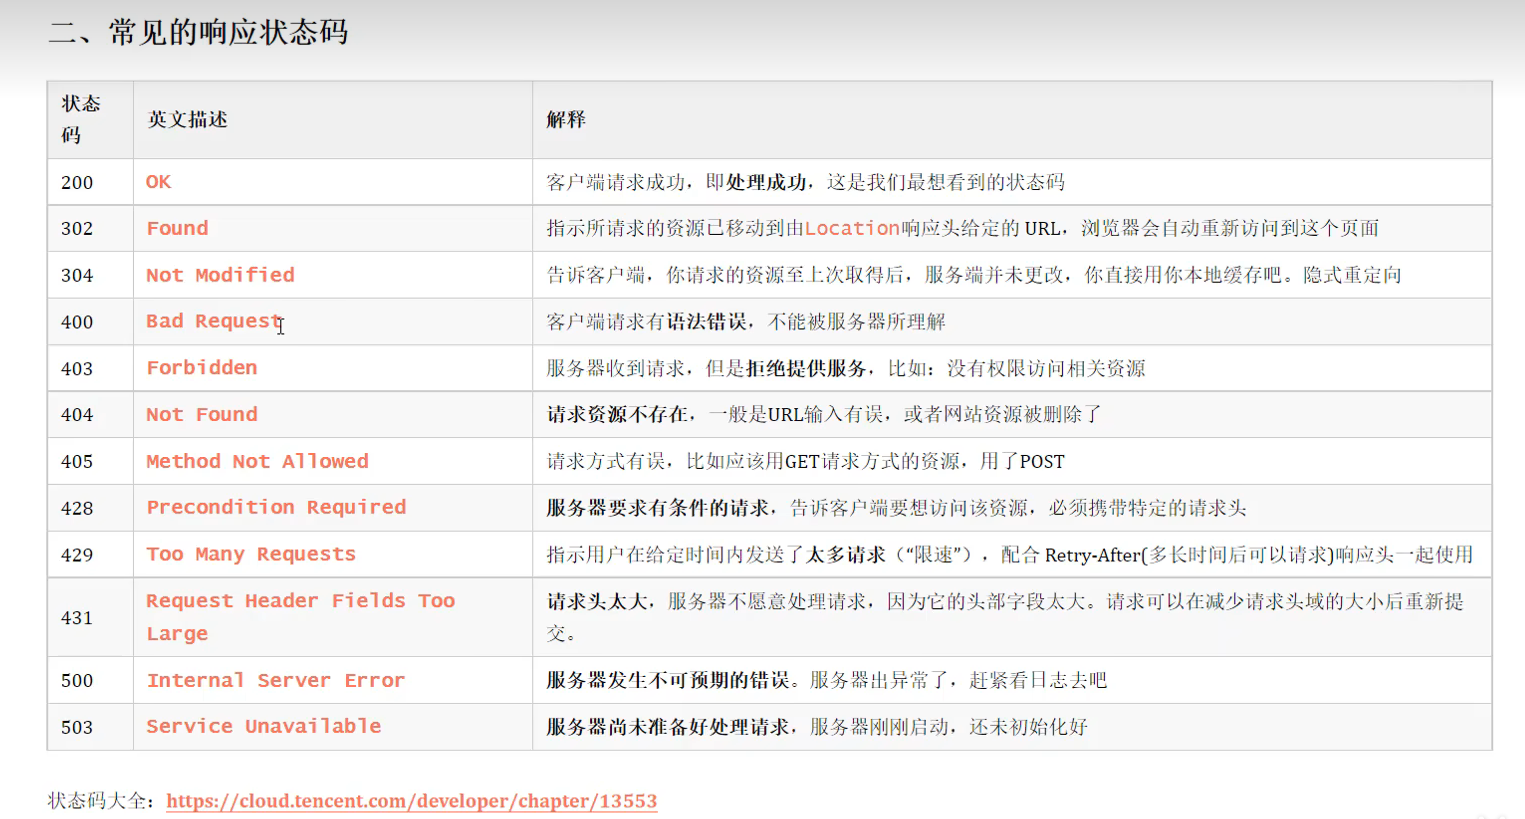 二、常见的响应状态码
状态
码
英文描述
解释
200
OK
客户端请求成功，即处理成功，这是我们最想看到的状态码
302
Found
指示所请求的资源已移动到由Location响应头给定的 URL，浏览器会自动重新访问到这个页面
304
Not Modified
告诉客户端，你请求的资源至上次取得后，服务端并未更改，你直接用你本地缓存吧。隐式重定向
400
Bad Request
客户端请求有语法错误，不能被服务器所理解
403
Forbidden
服务器收到请求，但是拒绝提供服务，比如：没有权限访问相关资源
404
Not Found
请求资源不存在，一般是URL输入有误，或者网站资源被删除了
405
Method Not Allowed
请求方式有误，比如应该用GET请求方式的资源，用了POST
428
Precondition Required
服务器要求有条件的请求，告诉客户端要想访问该资源，必须携带特定的请求头
429
Too Many Requests
指示用户在给定时间内发送了太多请求（“限速”），配合 Retry-After(多长时间后可以请求)响应头一起使用
431
Request Header Fields Too
Large
请求头太大，服务器不愿意处理请求，因为它的头部字段太大。请求可以在减少请求头域的大小后重新提
交。
500
Internal Server Error
服务器发生不可预期的错误。服务器出异常了，赶紧看日志去吧
503
Service Unavailable
服务器尚未准备好处理请求，服务器刚刚启动，还未初始化好
状态码大全：https://cloud.tencent.com/developer/chapter/13553